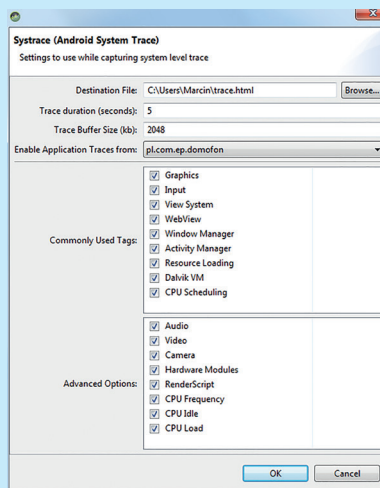 Systrace (Android System Trace)
Settings to use while capturing system level trace
Destination File: C:\Users\Marcin\trace.html Browse...
Trace duration (seconds): 5
Trace Buffer Size (kb): 2048
Enable Application Traces from: pl.com.ep.domofon
Commonly Used Tags:
Graphics
Input
View System
WebView
Window Manager
Activity Manager
Resource Loading
Dalvik VM
CPU Scheduling
Advanced Options:
Audio
Video
Camera
Hardware Modules
RenderScript
CPU Frequency
CPU Idle
CPU Load
OK Cancel